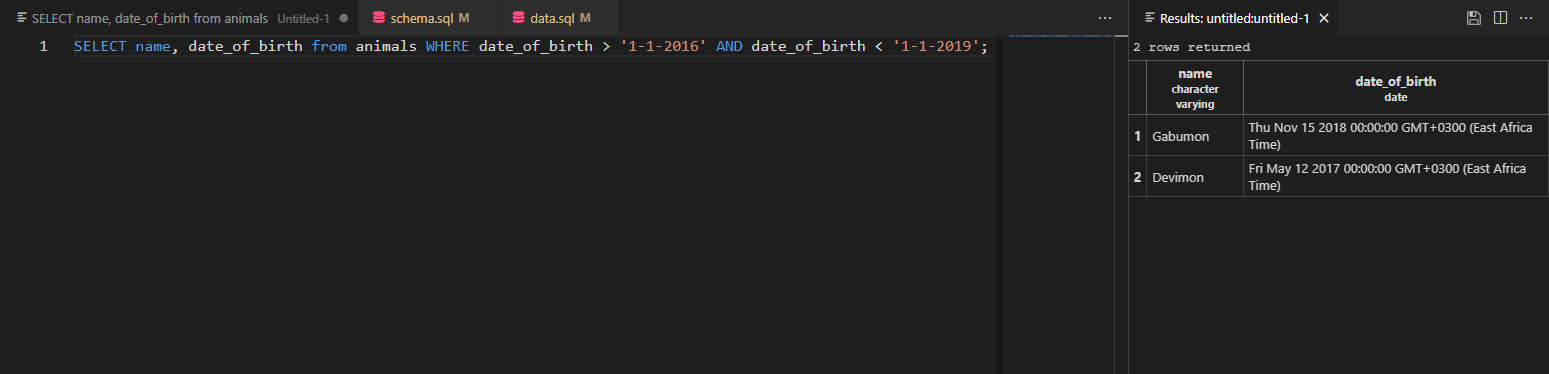 SELECT name, date_of_birth from animals Untitled-1 schema.sql M data.sql M ...
1 SELECT name, date_of_birth from animals WHERE date_of_birth > '1-1-2016' AND date_of_birth < '1-1-2019';
Results: untitled:untitled-1 ...
2 rows returned
name
character
varying
date_of_birth
date
1 Gabumon Thu Nov 15 2018 00:00:00 GMT+0300 (East Africa
Time)
2 Devimon Fri May 12 2017 00:00:00 GMT+0300 (East Africa
Time)